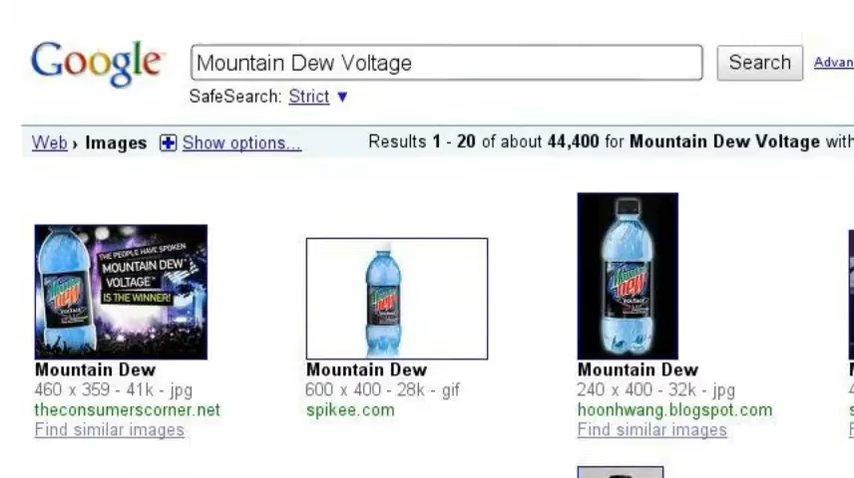 Google
Mountain Dew Voltage
Search
Advan
SafeSearch: Strict ▼
Web › Images
Show options...
Results 1 - 20 of about 44,400 for Mountain Dew Voltage with
THE PEOPLE HAVE SPOKEN
MOUNTAIN DEW™
VOLTAGE™
IS THE WINNER!
Mountain Dew
460 x 359 - 41k - jpg
theconsumerscorner.net
Find similar images
Mountain Dew
600 x 400 - 28k - gif
spikee.com
Mountain Dew
240 x 400 - 32k - jpg
hoonhwang.blogspot.com
Find similar images